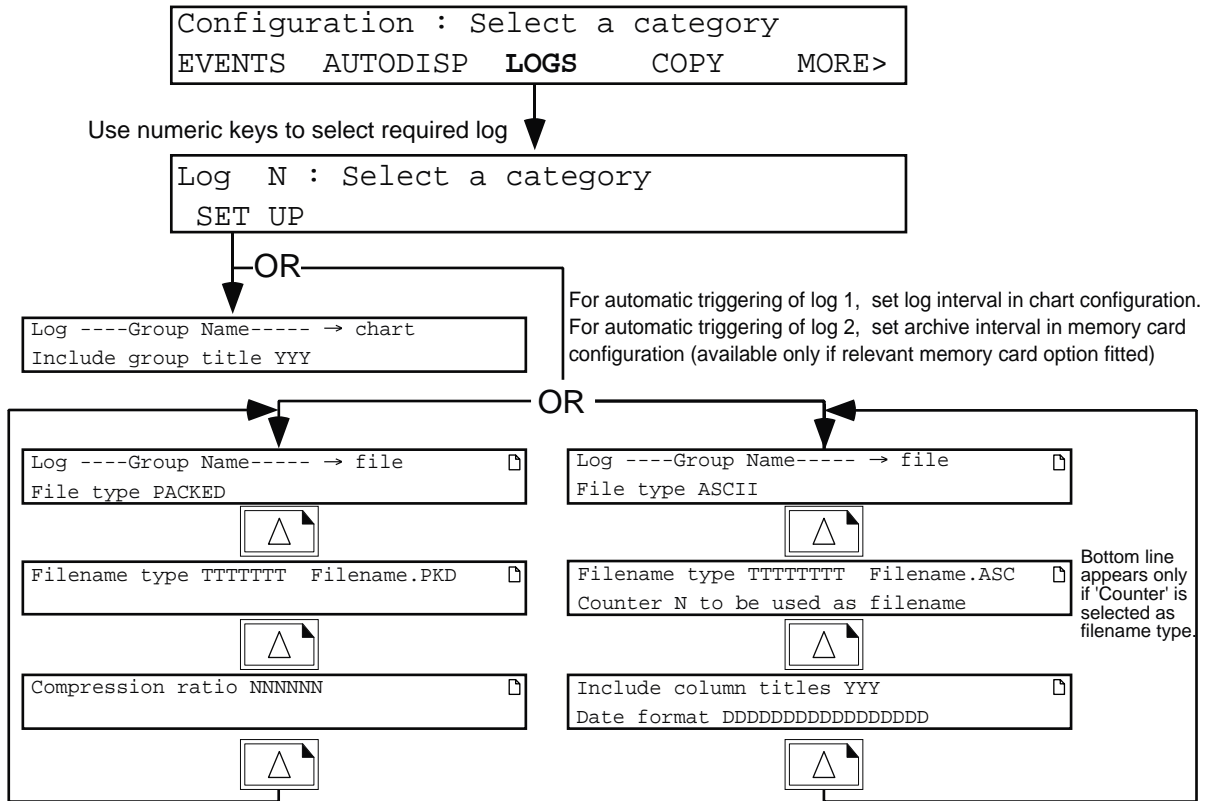 Configuration : Select a category
EVENTS AUTODISP LOGS COPY MORE>
Use numeric keys to select required log
Log N : Select a category
SET UP
OR
For automatic triggering of log 1, set log interval in chart configuration.
For automatic triggering of log 2, set archive interval in memory card
configuration (available only if relevant memory card option fitted)
Log ----Group Name----- → chart
Include group title YYY
OR
Log ----Group Name----- → file
File type PACKED
Filename type TTTTTTT Filename.PKD
Compression ratio NNNNNN
Log ----Group Name----- → file
File type ASCII
Filename type TTTTTTTT Filename.ASC
Counter N to be used as filename
Bottom line
appears only
if 'Counter' is
selected as
filename type.
Include column titles YYY
Date format DDDDDDDDDDDDDDDDD